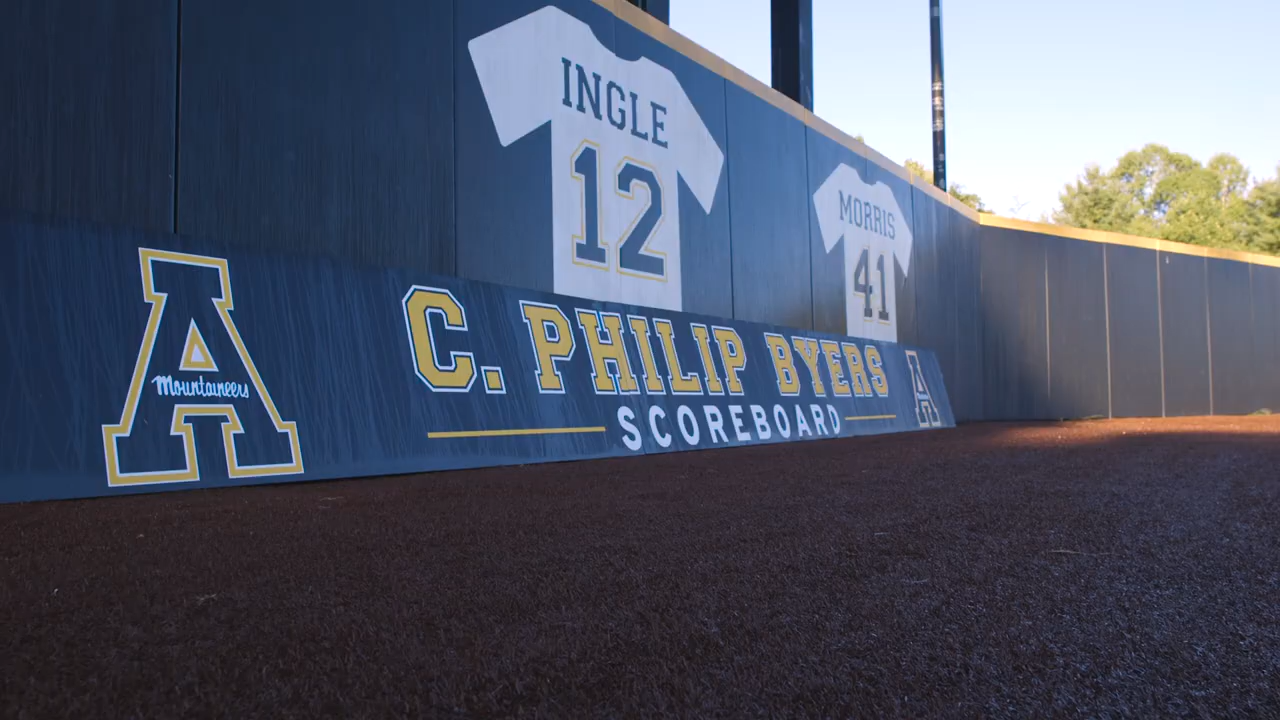 INGLE
12
MORRIS
41
A
Mountaineers
C. PHILIP BYERS
SCOREBOARD
A